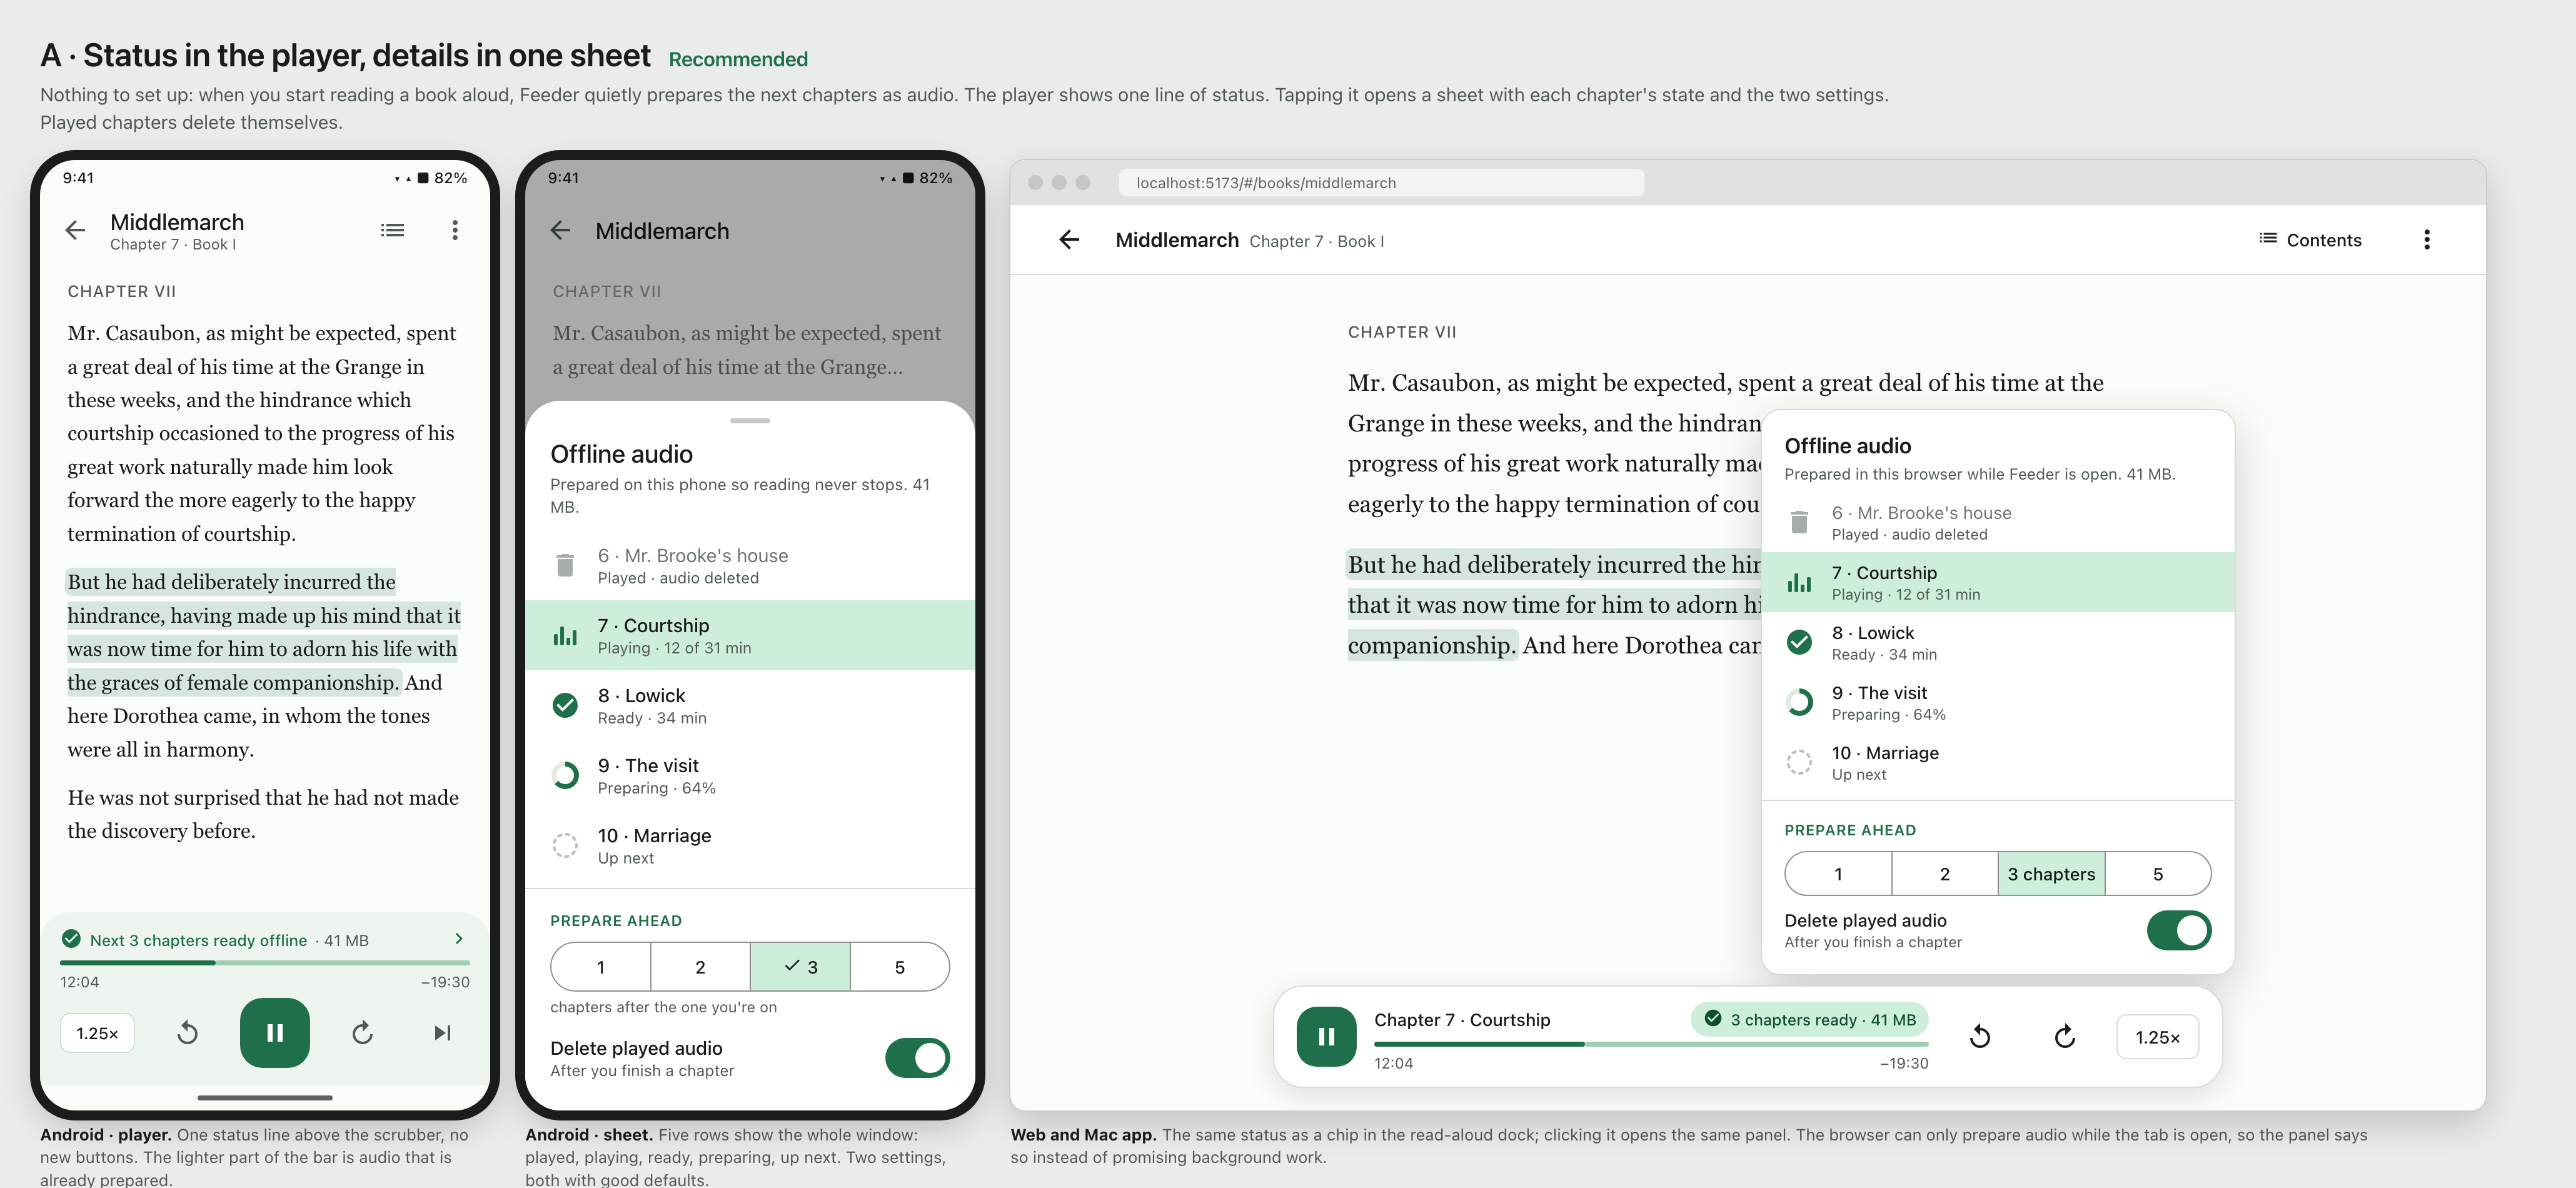 A · Status in the player, details in one sheet Recommended
Nothing to set up: when you start reading a book aloud, Feeder quietly prepares the next chapters as audio. The player shows one line of status. Tapping it opens a sheet with each chapter's state and the two settings.
Played chapters delete themselves.
9:41
82%
Middlemarch
Chapter 7 · Book I
CHAPTER VII
Mr. Casaubon, as might be expected, spent
a great deal of his time at the Grange in
these weeks, and the hindrance which
courtship occasioned to the progress of his
great work naturally made him look
forward the more eagerly to the happy
termination of courtship.
But he had deliberately incurred the
hindrance, having made up his mind that it
was now time for him to adorn his life with
the graces of female companionship. And
here Dorothea came, in whom the tones
were all in harmony.
He was not surprised that he had not made
the discovery before.
Next 3 chapters ready offline · 41 MB
12:04
−19:30
1.25×
Android · player. One status line above the scrubber, no
new buttons. The lighter part of the bar is audio that is
already prepared.
9:41
82%
Middlemarch
CHAPTER VII
Mr. Casaubon, as might be expected, spent
a great deal of his time at the Grange...
Offline audio
Prepared on this phone so reading never stops. 41
MB.
6 · Mr. Brooke's house
Played · audio deleted
7 · Courtship
Playing · 12 of 31 min
8 · Lowick
Ready · 34 min
9 · The visit
Preparing · 64%
10 · Marriage
Up next
PREPARE AHEAD
1 2 3 5
chapters after the one you're on
Delete played audio
After you finish a chapter
Android · sheet. Five rows show the whole window:
played, playing, ready, preparing, up next. Two settings,
both with good defaults.
localhost:5173/#/books/middlemarch
Middlemarch Chapter 7 · Book I
Contents
CHAPTER VII
Mr. Casaubon, as might be expected, spent a great deal of his time at the
Grange in these weeks, and the hindran
progress of his great work naturally ma
eagerly to the happy termination of cou
But he had deliberately incurred the hin
that it was now time for him to adorn hi
companionship. And here Dorothea can
Offline audio
Prepared in this browser while Feeder is open. 41 MB.
6 · Mr. Brooke's house
Played · audio deleted
7 · Courtship
Playing · 12 of 31 min
8 · Lowick
Ready · 34 min
9 · The visit
Preparing · 64%
10 · Marriage
Up next
PREPARE AHEAD
1 2 3 chapters 5
Delete played audio
After you finish a chapter
Chapter 7 · Courtship
3 chapters ready · 41 MB
12:04
−19:30
1.25×
Web and Mac app. The same status as a chip in the read-aloud dock; clicking it opens the same panel. The browser can only prepare audio while the tab is open, so the panel says
so instead of promising background work.